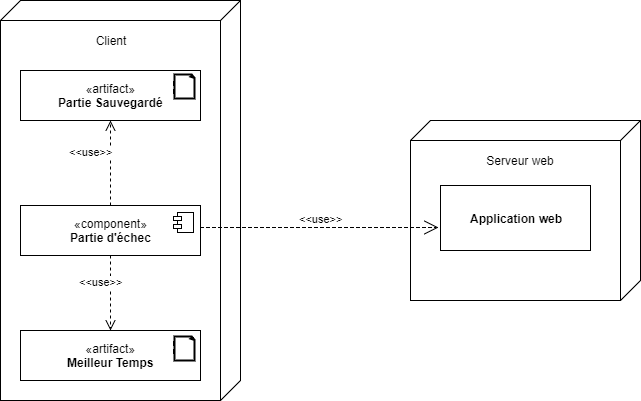 Client
«artifact»
Partie Sauvegardé
<<use>>
«component»
Partie d'échec
<<use>>
«artifact»
Meilleur Temps
<<use>>
Serveur web
Application web